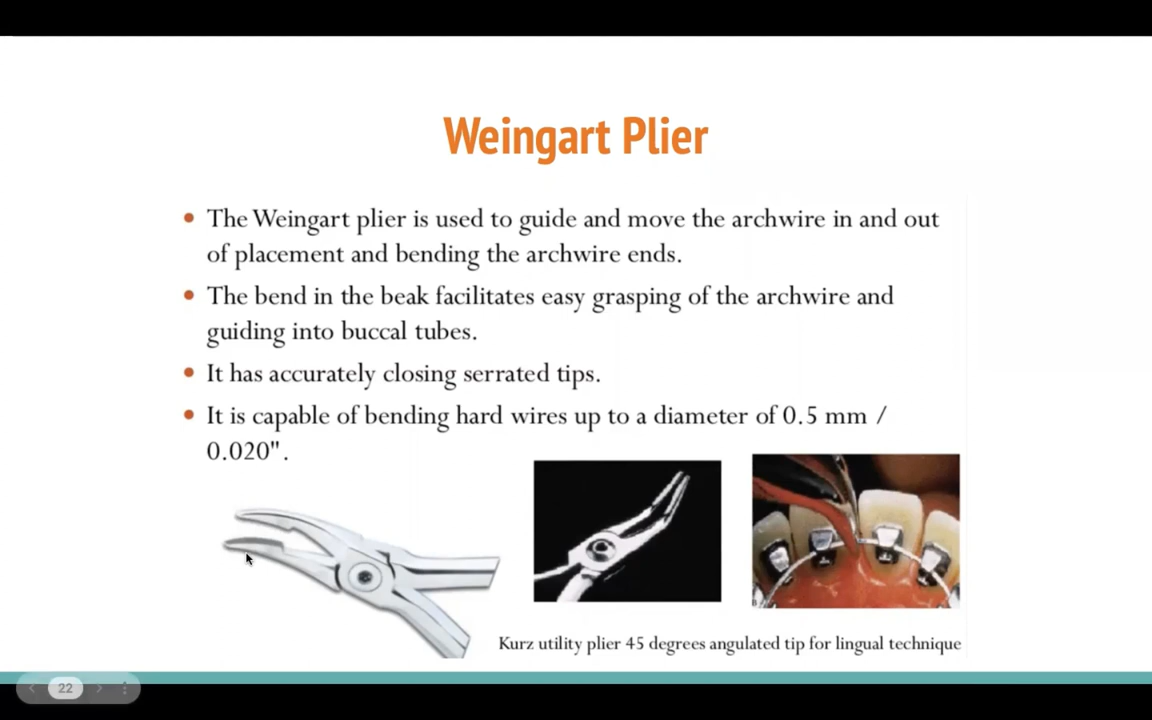 Weingart Plier
• The Weingart plier is used to guide and move the archwire in and out
of placement and bending the archwire ends.
• The bend in the beak facilitates easy grasping of the archwire and
guiding into buccal tubes.
• It has accurately closing serrated tips.
• It is capable of bending hard wires up to a diameter of 0.5 mm /
0.020".
Kurz utility plier 45 degrees angulated tip for lingual technique
22